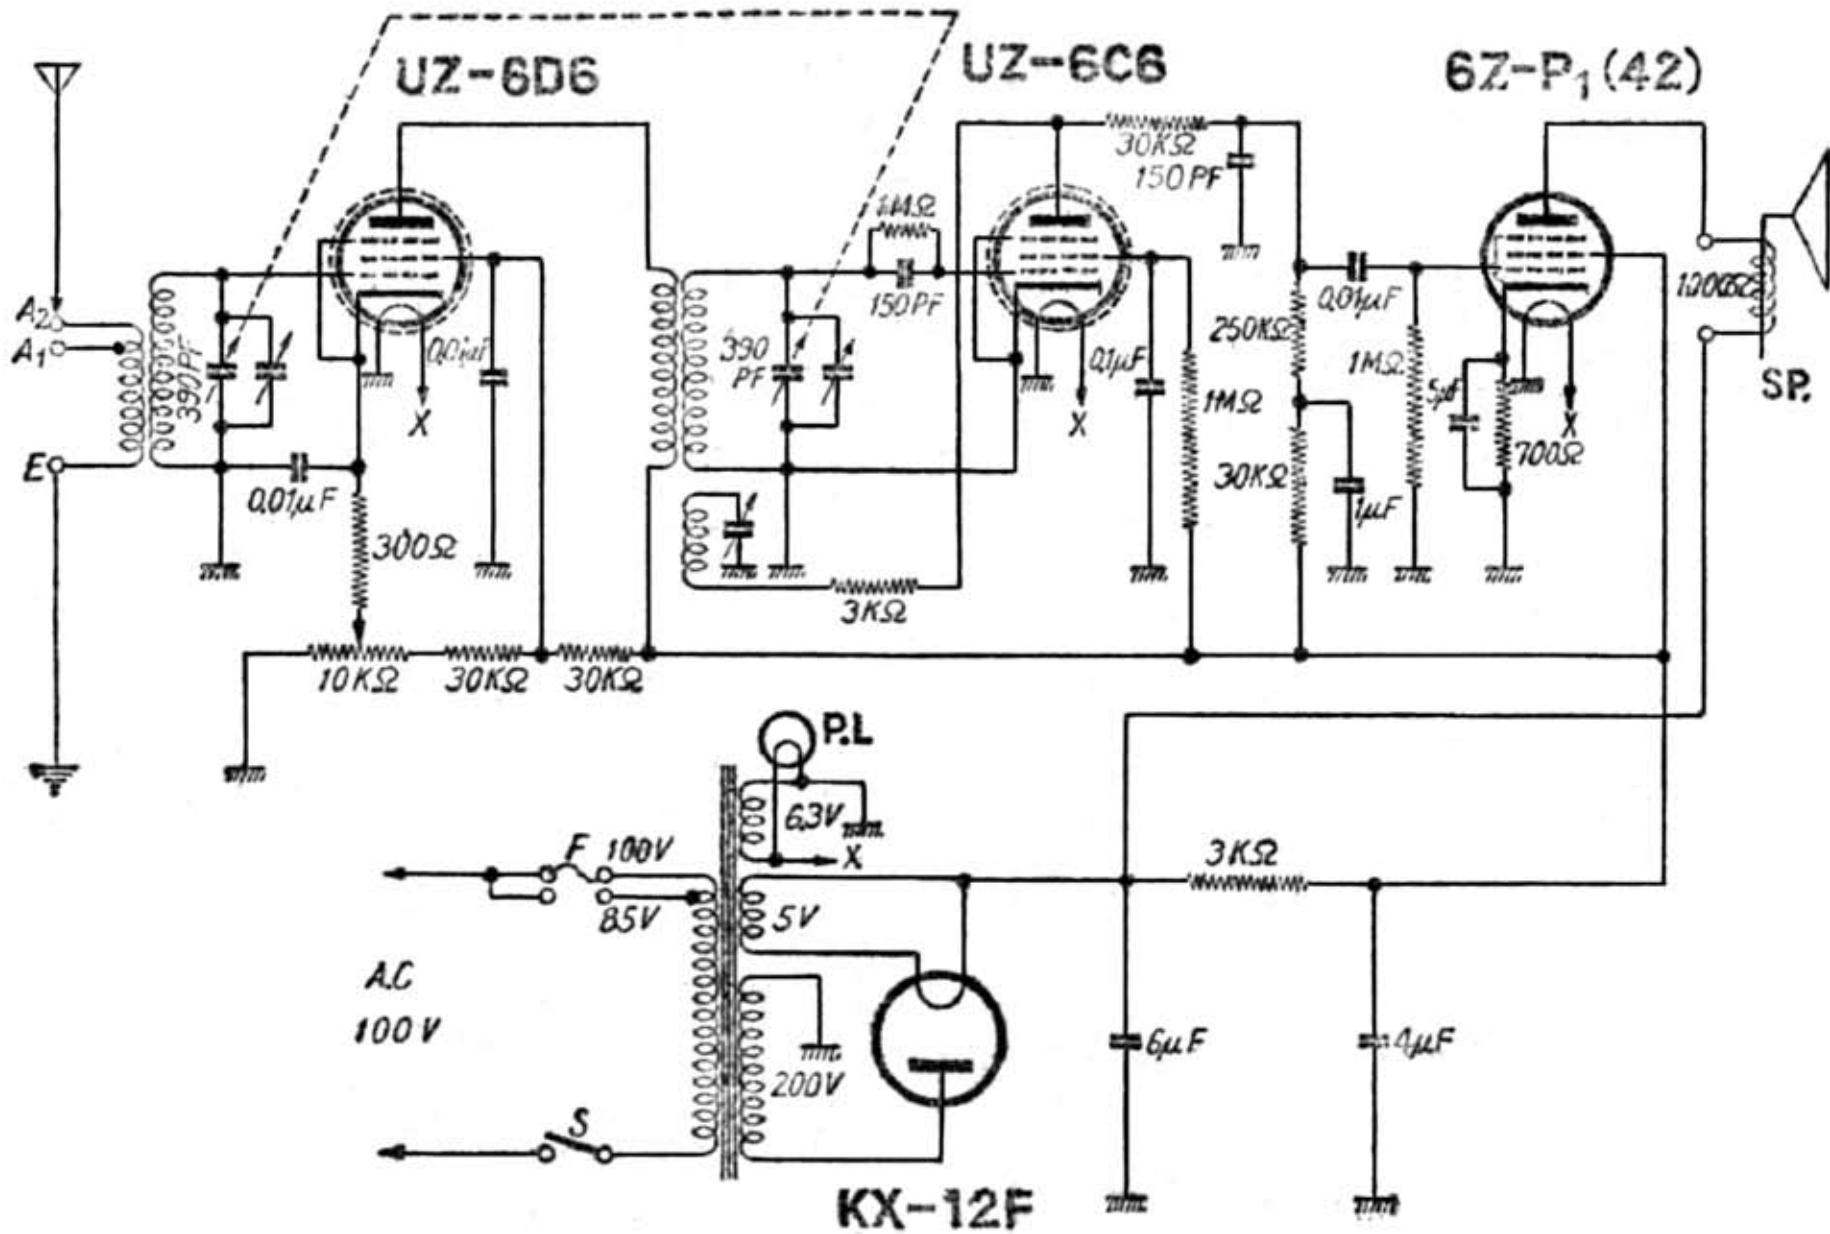 UZ-6D6
UZ-6C6
6Z-P1 (42)
30KΩ
150PF
1MΩ
150PF
A2
A1
E
390PF
0.01μF
X
0.01μF
300Ω
390
PF
0.1μF
X
1MΩ
3KΩ
250KΩ
30KΩ
0.01μF
1μF
1MΩ
5μF
700Ω
X
SP.
10KΩ
30KΩ
30KΩ
P.L
6.3V
X
F
100V
85V
5V
3KΩ
A.C
100V
200V
6μF
4μF
S
KX-12F